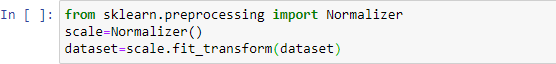 In [ ]: from sklearn.preprocessing import Normalizer
scale=Normalizer()
dataset=scale.fit_transform(dataset)